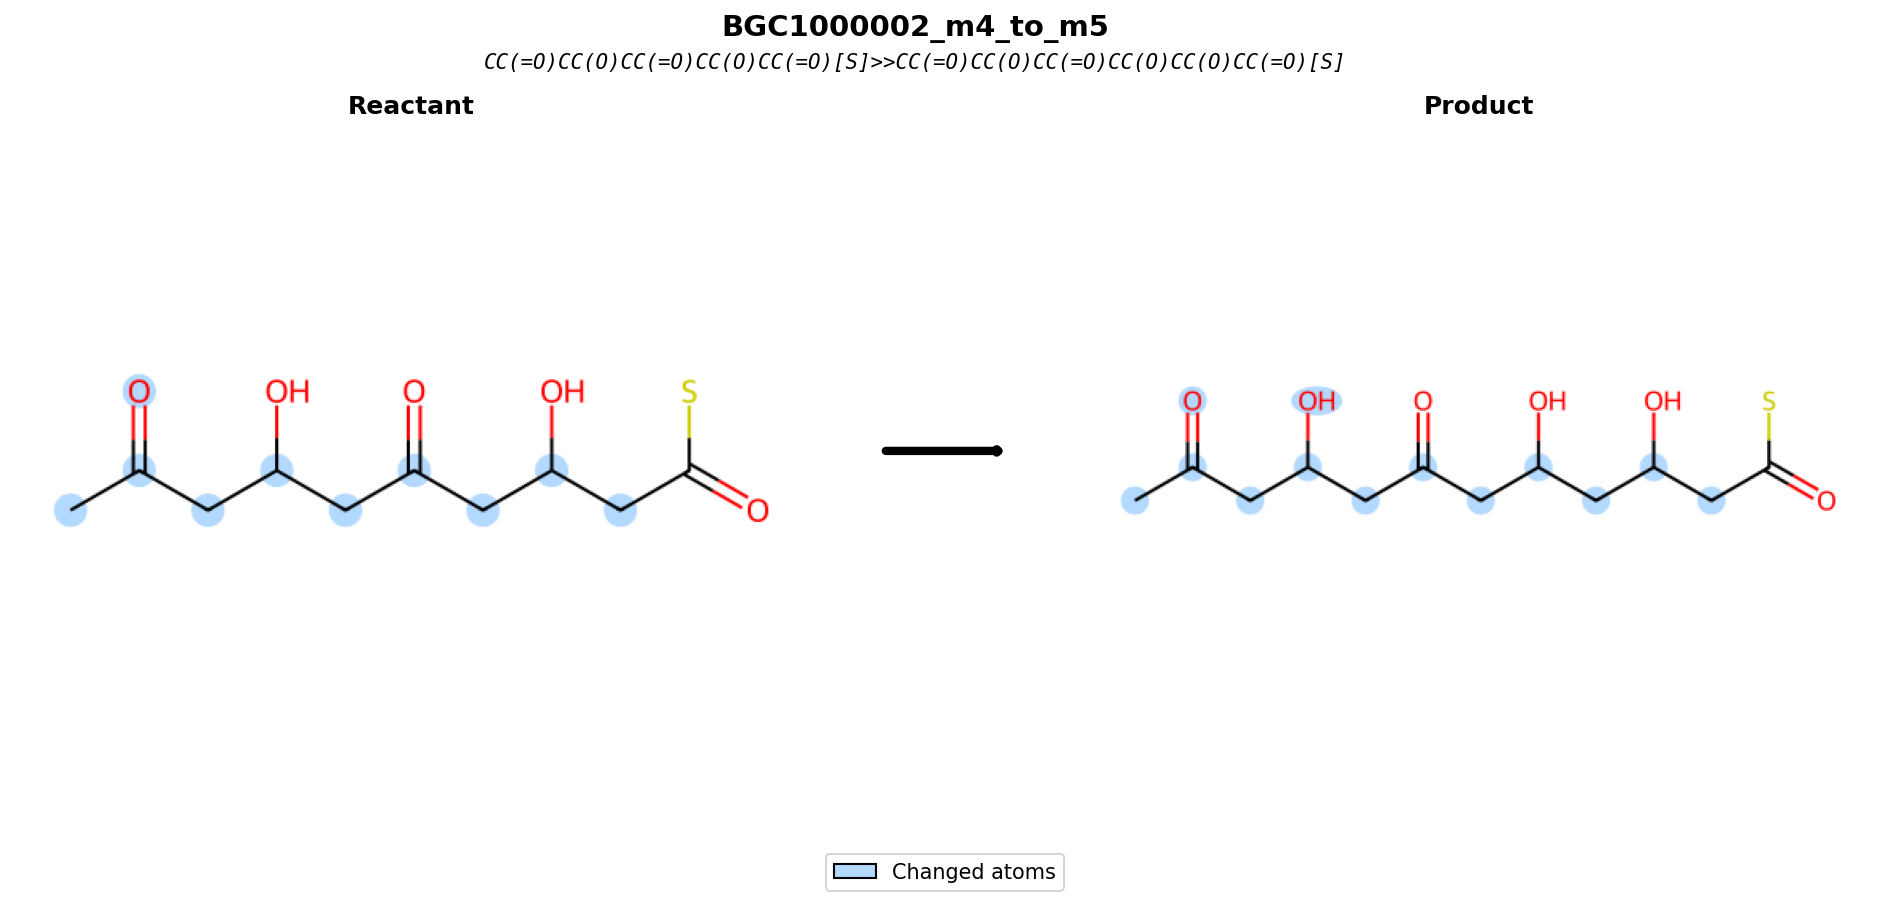 BGC1000002_m4_to_m5
CC(=O)CC(O)CC(=O)CC(O)CC(=O)[S]>>CC(=O)CC(O)CC(=O)CC(O)CC(O)CC(=O)[S]
Reactant Product
O OH O OH S O
O OH O OH OH S O
Changed atoms